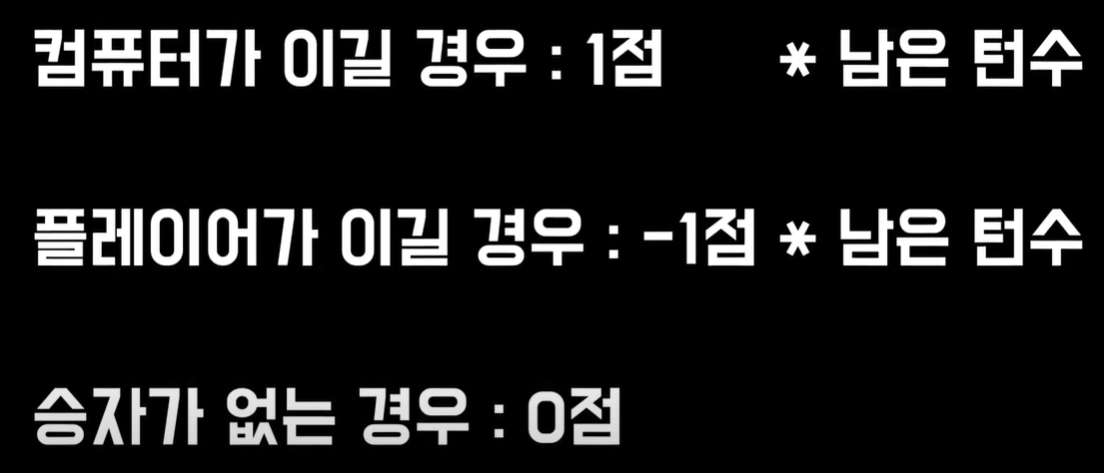 컴퓨터가 이길 경우 : 1점 * 남은 턴수
플레이어가 이길 경우 : -1점 * 남은 턴수
승자가 없는 경우 : 0점